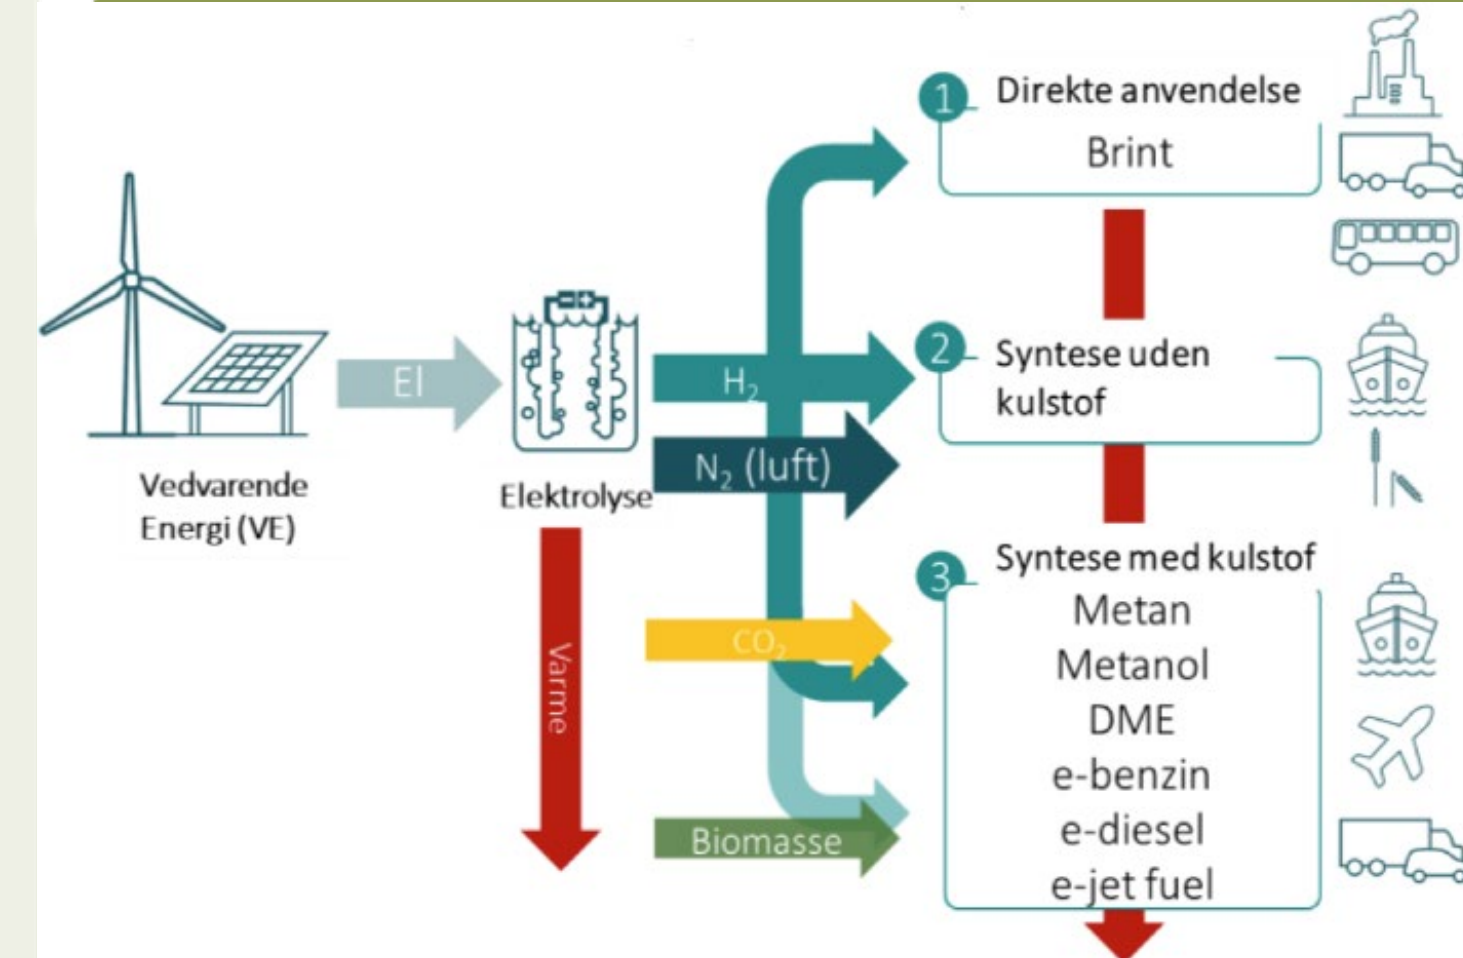 1 Direkte anvendelse
Brint
2 Syntese uden
kulstof
El
H₂
N₂ (luft)
Vedvarende
Energi (VE)
Elektrolyse
Varme
CO₂
Biomasse
3 Syntese med kulstof
Metan
Metanol
DME
e-benzin
e-diesel
e-jet fuel